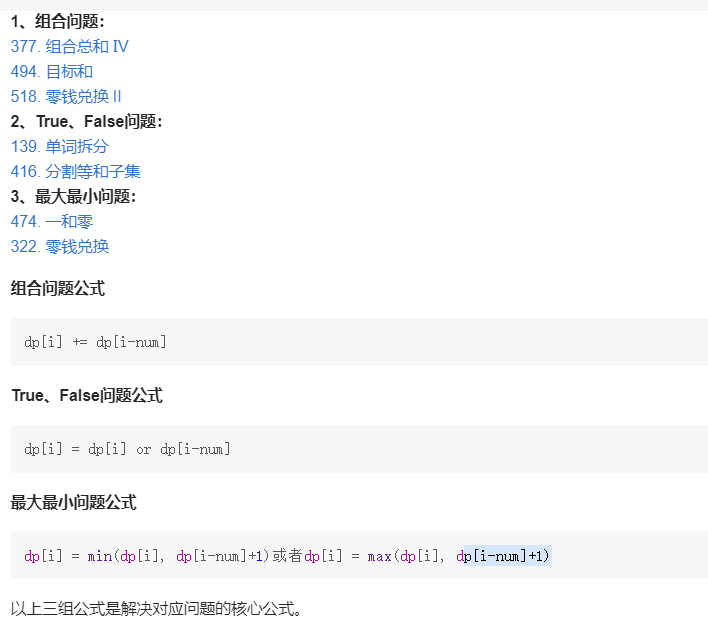 1、组合问题：
377. 组合总和 Ⅳ
494. 目标和
518. 零钱兑换 II
2、True、False问题：
139. 单词拆分
416. 分割等和子集
3、最大最小问题：
474. 一和零
322. 零钱兑换
组合问题公式
dp[i] += dp[i-num]
True、False问题公式
dp[i] = dp[i] or dp[i-num]
最大最小问题公式
dp[i] = min(dp[i], dp[i-num]+1)或者dp[i] = max(dp[i], dp[i-num]+1)
以上三组公式是解决对应问题的核心公式。